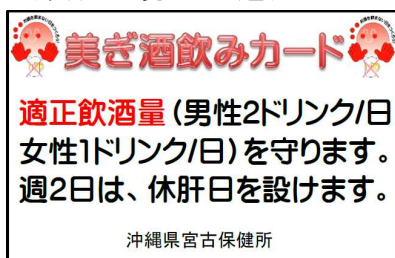 美ぎ酒飲みカード
適正飲酒量(男性2ドリンク/日
女性1ドリンク/日)を守ります。
週2日は、休肝日を設けます。
沖縄県宮古保健所